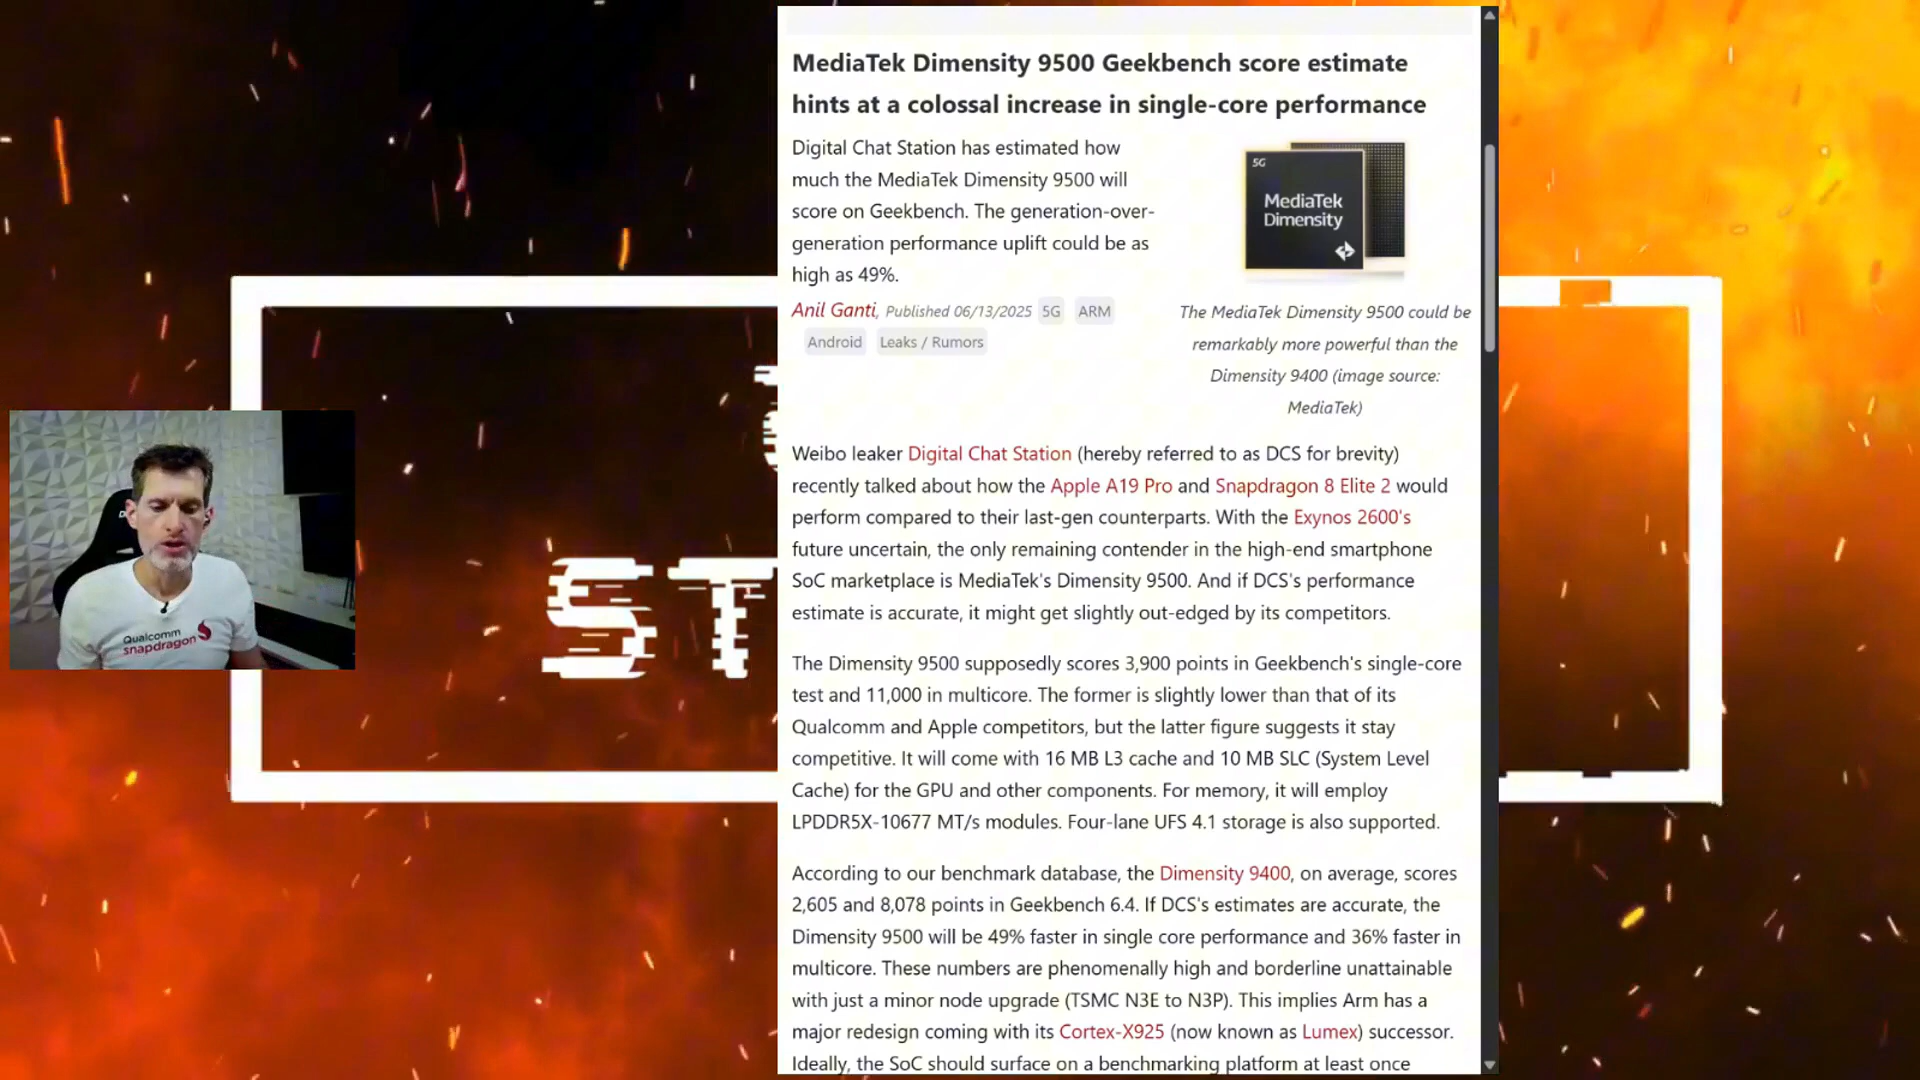 MediaTek Dimensity 9500 Geekbench score estimate
hints at a colossal increase in single-core performance
Digital Chat Station has estimated how
much the MediaTek Dimensity 9500 will
score on Geekbench. The generation-over-
generation performance uplift could be as
high as 49%.
Anil Ganti, Published 06/13/2025 5G ARM
Android Leaks / Rumors
5G
MediaTek
Dimensity
The MediaTek Dimensity 9500 could be
remarkably more powerful than the
Dimensity 9400 (image source:
MediaTek)
Weibo leaker Digital Chat Station (hereby referred to as DCS for brevity)
recently talked about how the Apple A19 Pro and Snapdragon 8 Elite 2 would
perform compared to their last-gen counterparts. With the Exynos 2600's
future uncertain, the only remaining contender in the high-end smartphone
SoC marketplace is MediaTek's Dimensity 9500. And if DCS's performance
estimate is accurate, it might get slightly out-edged by its competitors.
The Dimensity 9500 supposedly scores 3,900 points in Geekbench's single-core
test and 11,000 in multicore. The former is slightly lower than that of its
Qualcomm and Apple competitors, but the latter figure suggests it stay
competitive. It will come with 16 MB L3 cache and 10 MB SLC (System Level
Cache) for the GPU and other components. For memory, it will employ
LPDDR5X-10677 MT/s modules. Four-lane UFS 4.1 storage is also supported.
According to our benchmark database, the Dimensity 9400, on average, scores
2,605 and 8,078 points in Geekbench 6.4. If DCS's estimates are accurate, the
Dimensity 9500 will be 49% faster in single core performance and 36% faster in
multicore. These numbers are phenomenally high and borderline unattainable
with just a minor node upgrade (TSMC N3E to N3P). This implies Arm has a
major redesign coming with its Cortex-X925 (now known as Lumex) successor.
Ideally, the SoC should surface on a benchmarking platform at least once
Qualcomm
snapdragon
ST